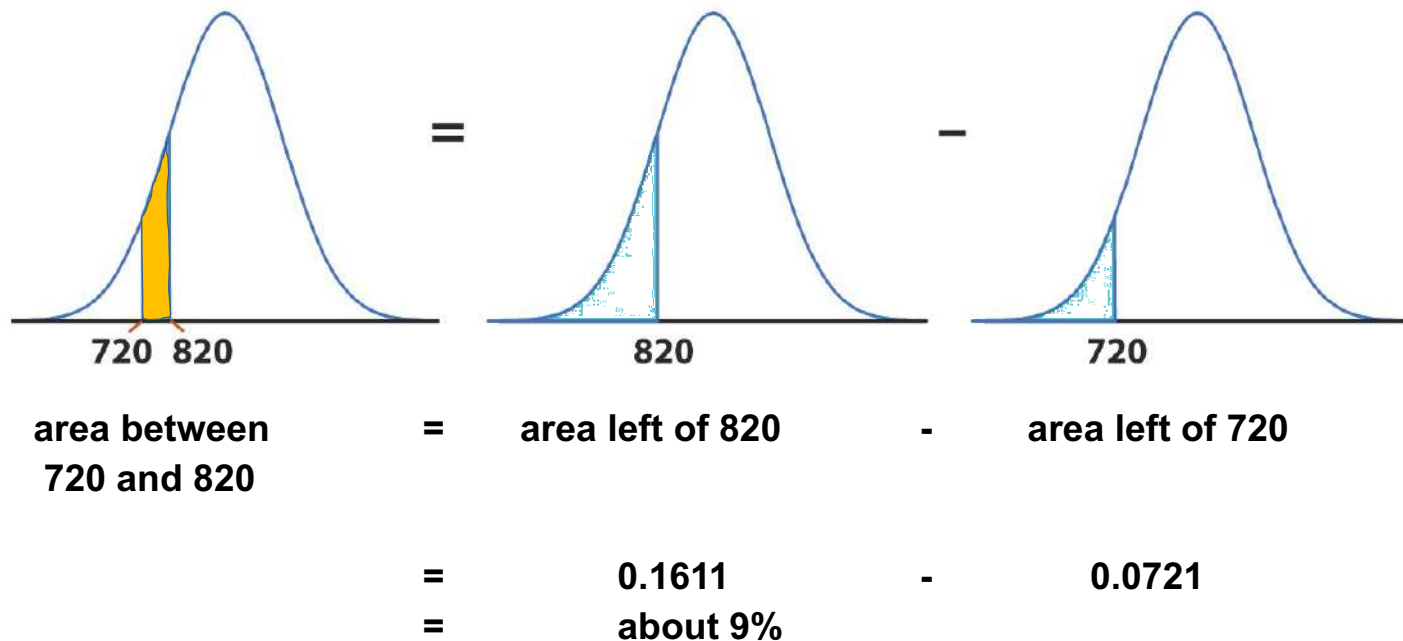 = −
720 820 820 720
area between = area left of 820 - area left of 720
720 and 820
= 0.1611 - 0.0721
= about 9%